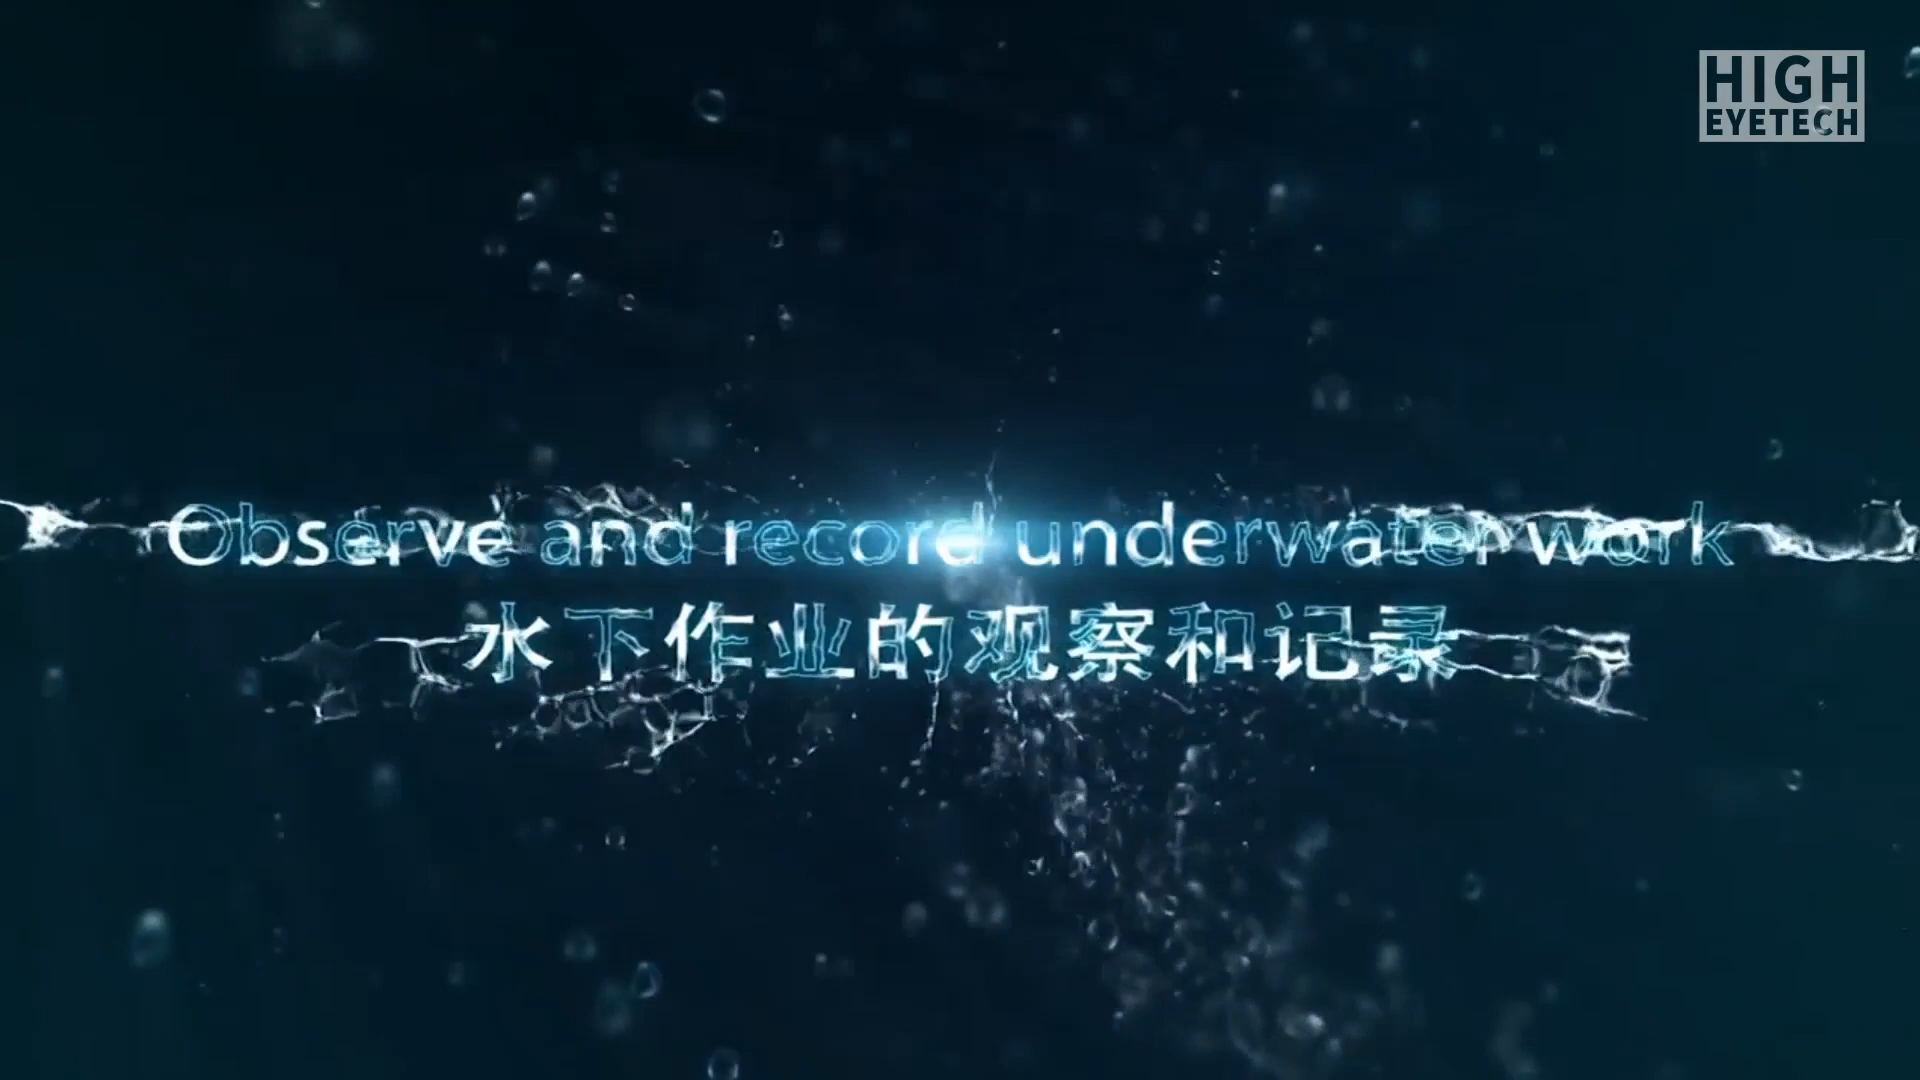 HIGH
EYETECH
Observe and record underwater work
水下作业的观察和记录